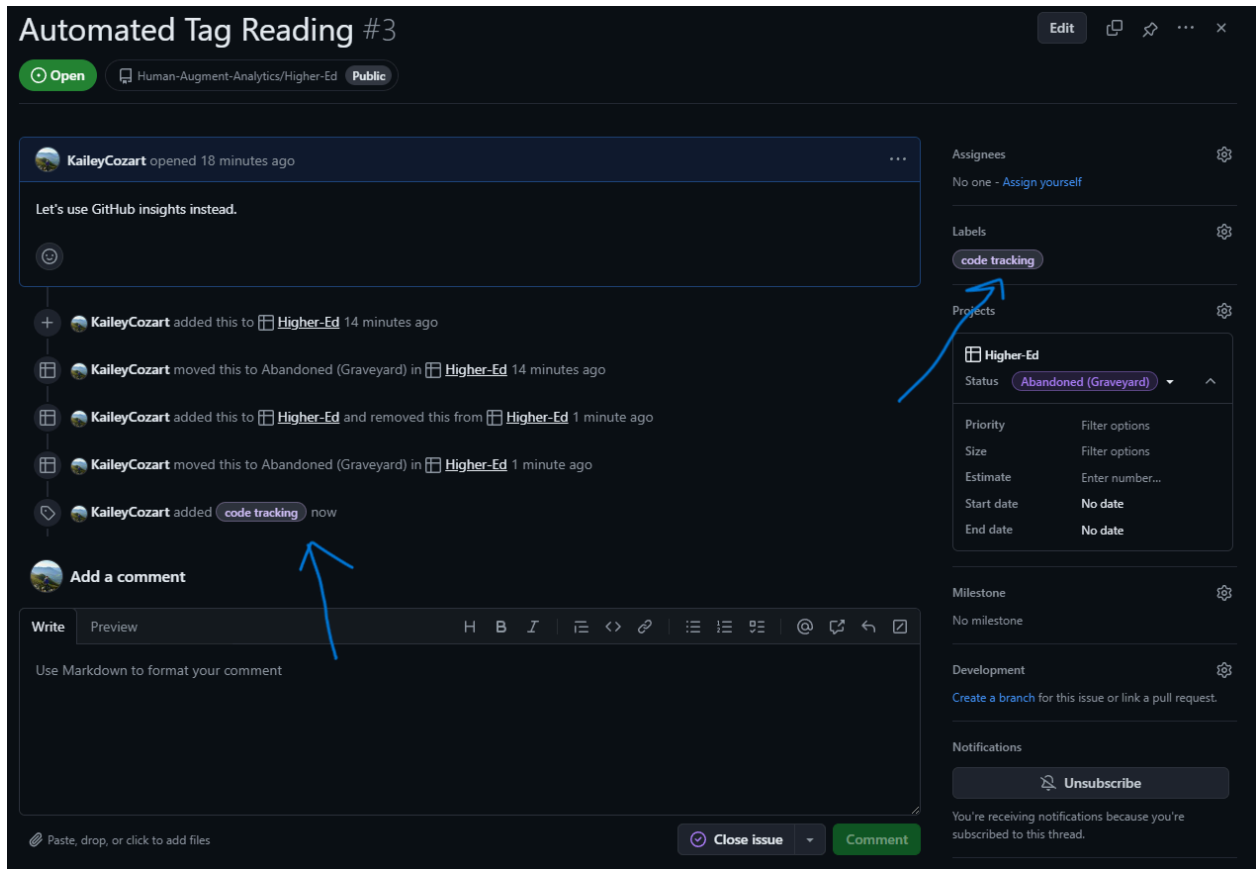 Automated Tag Reading #3
Edit
Open
Human-Augment-Analytics/Higher-Ed Public
KaileyCozart opened 18 minutes ago
Let's use GitHub insights instead.
KaileyCozart added this to Higher-Ed 14 minutes ago
KaileyCozart moved this to Abandoned (Graveyard) in Higher-Ed 14 minutes ago
KaileyCozart added this to Higher-Ed and removed this from Higher-Ed 1 minute ago
KaileyCozart moved this to Abandoned (Graveyard) in Higher-Ed 1 minute ago
KaileyCozart added code tracking now
Add a comment
Write Preview
Use Markdown to format your comment
Paste, drop, or click to add files
Close issue
Comment
Assignees
No one - Assign yourself
Labels
code tracking
Projects
Higher-Ed
Status Abandoned (Graveyard)
Priority Filter options
Size Filter options
Estimate Enter number...
Start date No date
End date No date
Milestone
No milestone
Development
Create a branch for this issue or link a pull request.
Notifications
Unsubscribe
You're receiving notifications because you're
subscribed to this thread.